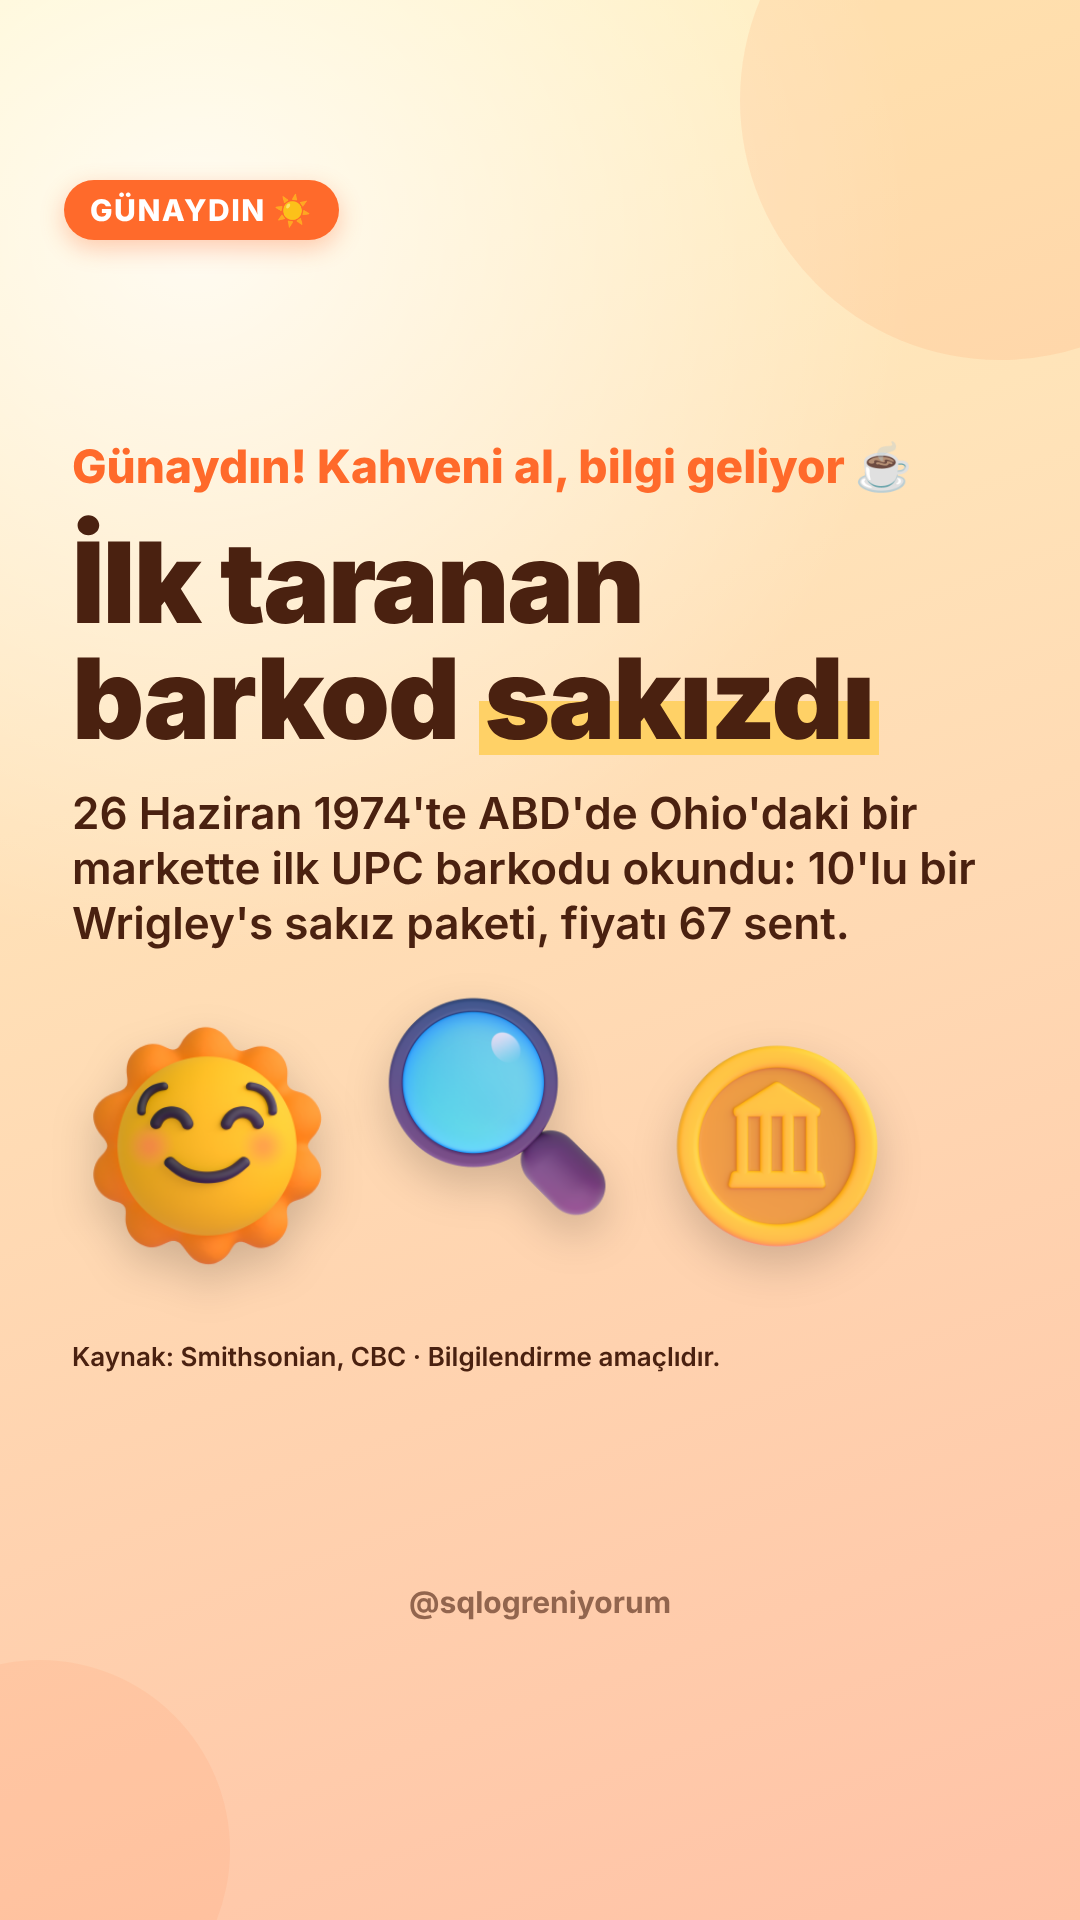 GÜNAYDIN ☀️
Günaydın! Kahveni al, bilgi geliyor ☕
İlk taranan
barkod sakızdı
26 Haziran 1974'te ABD'de Ohio'daki bir
markette ilk UPC barkodu okundu: 10'lu bir
Wrigley's sakız paketi, fiyatı 67 sent.
Kaynak: Smithsonian, CBC · Bilgilendirme amaçlıdır.
@sqlogreniyorum